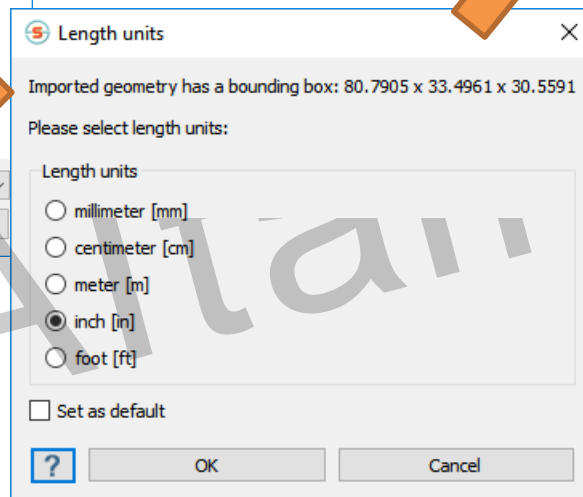 Length units
Imported geometry has a bounding box: 80.7905 x 33.4961 x 30.5591
Please select length units:
Length units
millimeter [mm]
centimeter [cm]
meter [m]
inch [in]
foot [ft]
Set as default
?
OK
Cancel